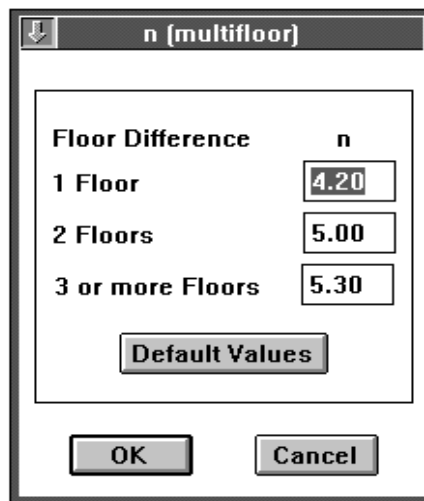 n (multifloor)
Floor Difference n
1 Floor 4.20
2 Floors 5.00
3 or more Floors 5.30
Default Values
OK Cancel